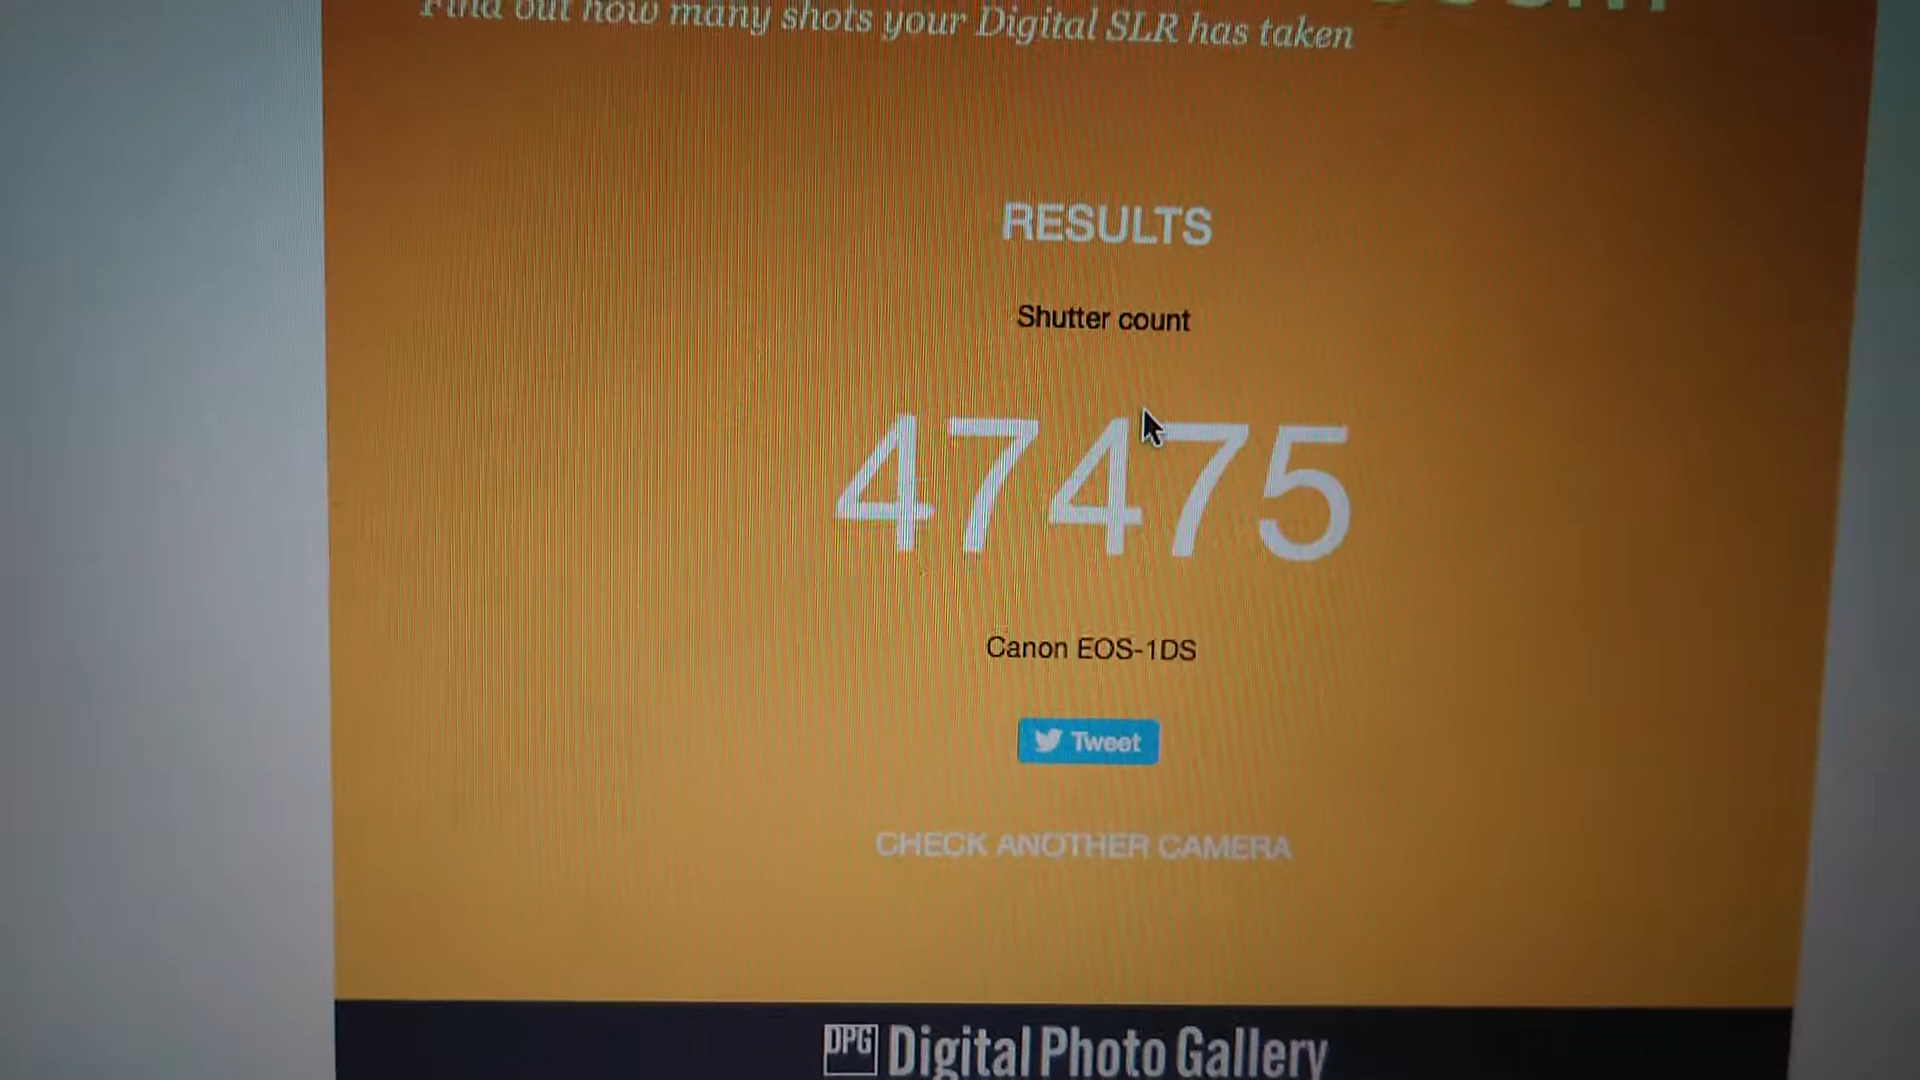 Find out how many shots your Digital SLR has taken
RESULTS
Shutter count
47475
Canon EOS-1DS
Tweet
CHECK ANOTHER CAMERA
DPG Digital Photo Gallery